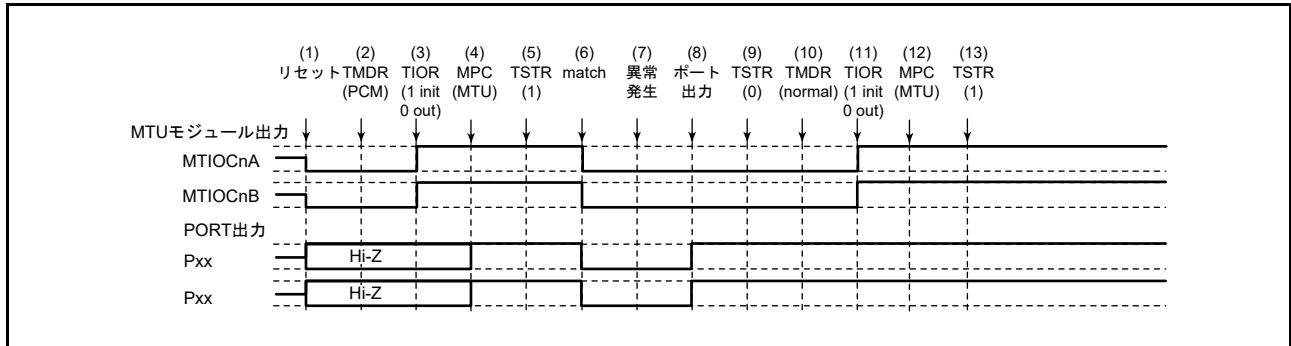 (1) (2) (3) (4) (5) (6) (7) (8) (9) (10) (11) (12) (13)
リセット TMDR TIOR MPC TSTR match 異常 ポート TSTR TMDR TIOR MPC TSTR
(PCM) (1 init (MTU) (1) 発生 出力 (0) (normal) (1 init (MTU) (1)
0 out) 0 out)
MTUモジュール出力
MTIOCnA
MTIOCnB
PORT出力
Pxx Hi-Z
Pxx Hi-Z